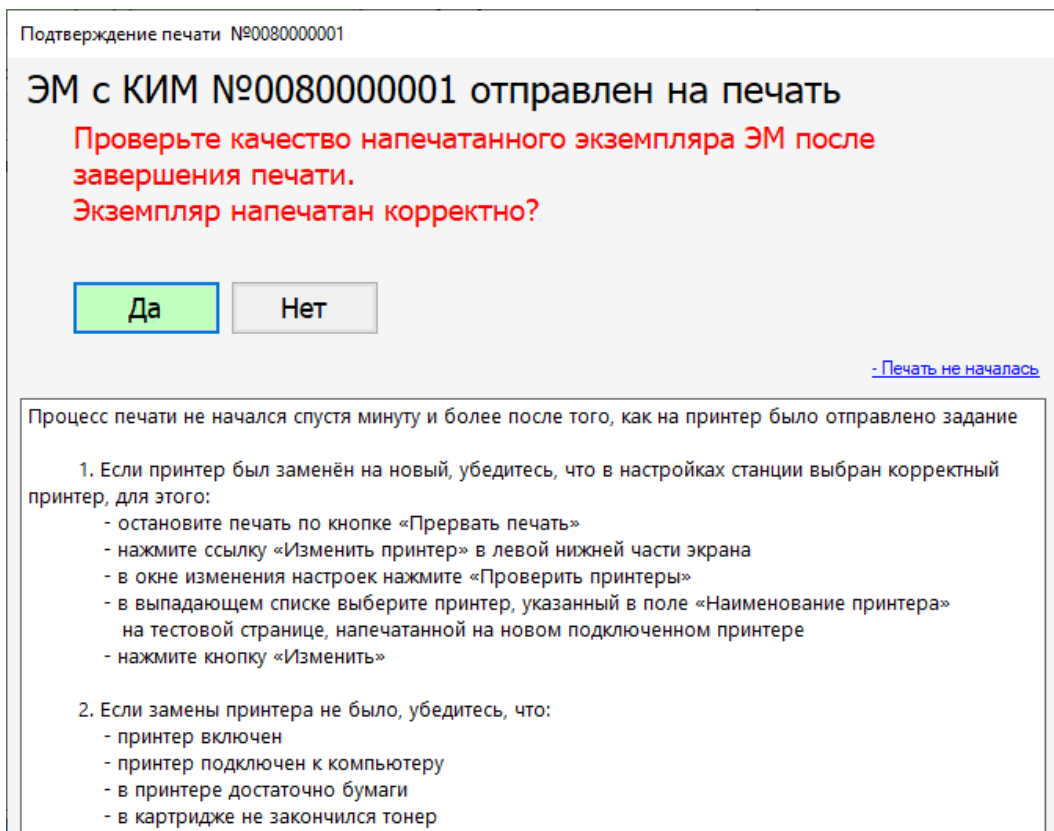 Подтверждение печати №0080000001
ЭМ с КИМ №0080000001 отправлен на печать
Проверьте качество напечатанного экземпляра ЭМ после
завершения печати.
Экземпляр напечатан корректно?
Да
Нет
- Печать не началась
Процесс печати не начался спустя минуту и более после того, как на принтер было отправлено задание
1. Если принтер был заменён на новый, убедитесь, что в настройках станции выбран корректный
принтер, для этого:
- остановите печать по кнопке «Прервать печать»
- нажмите ссылку «Изменить принтер» в левой нижней части экрана
- в окне изменения настроек нажмите «Проверить принтеры»
- в выпадающем списке выберите принтер, указанный в поле «Наименование принтера»
на тестовой странице, напечатанной на новом подключенном принтере
- нажмите кнопку «Изменить»
2. Если замены принтера не было, убедитесь, что:
- принтер включен
- принтер подключен к компьютеру
- в принтере достаточно бумаги
- в картридже не закончился тонер